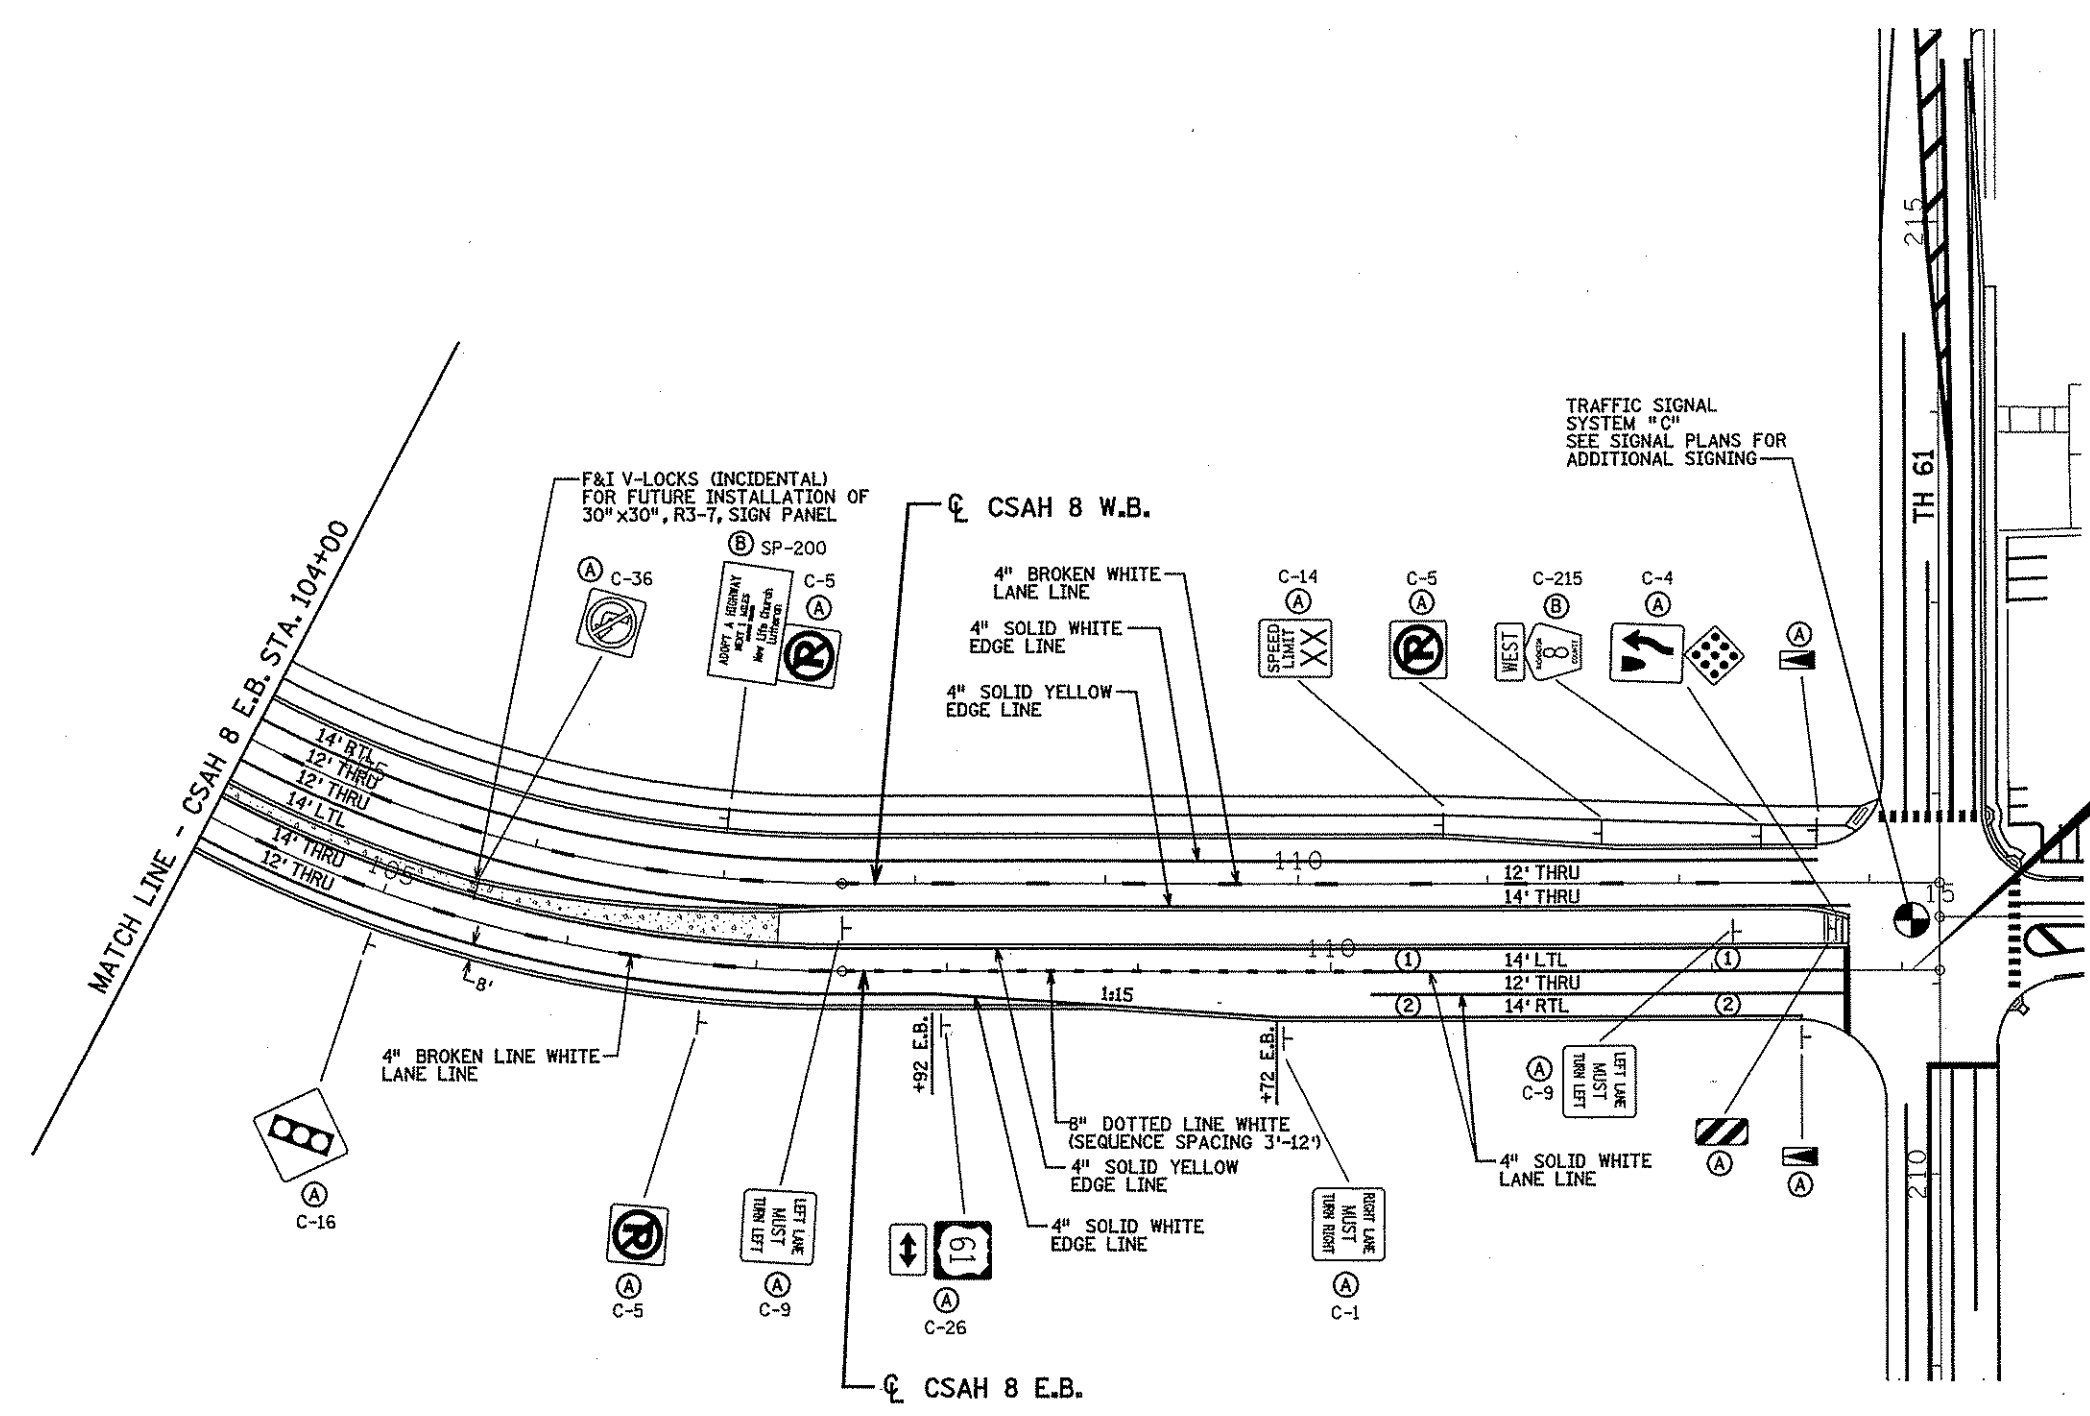 TRAFFIC SIGNAL
SYSTEM "C"
SEE SIGNAL PLANS FOR
ADDITIONAL SIGNING
215
TH 61
F&I V-LOCKS (INCIDENTAL)
FOR FUTURE INSTALLATION OF
30"x30", R3-7, SIGN PANEL
℄ CSAH 8 W.B.
B SP-200
A C-36
C-5
A
ADOPT A HIGHWAY
NEXT 1 MILES
New Life Church
Lutheran
4" BROKEN WHITE
LANE LINE
4" SOLID WHITE
EDGE LINE
4" SOLID YELLOW
EDGE LINE
C-14
A
SPEED
LIMIT
XX
C-5
A
C-215
B
WEST
8
COUNTY
C-4
A
A
MATCH LINE - CSAH 8 E.B. STA. 104+00
14' RTL
12' THRU
12' THRU
14' LTL
14' THRU
12' THRU
105
110
12' THRU
14' THRU
15
110
1
14' LTL
1
12' THRU
2
14' RTL
2
1:15
8'
+92 E.B.
+72 E.B.
4" BROKEN LINE WHITE
LANE LINE
A
C-9
LEFT LANE
MUST
TURN LEFT
8" DOTTED LINE WHITE
(SEQUENCE SPACING 3'-12')
4" SOLID YELLOW
EDGE LINE
4" SOLID WHITE
EDGE LINE
4" SOLID WHITE
LANE LINE
A
A
210
A
C-16
A
C-5
LEFT LANE
MUST
TURN LEFT
A
C-9
61
A
C-26
RIGHT LANE
MUST
TURN RIGHT
A
C-1
℄ CSAH 8 E.B.